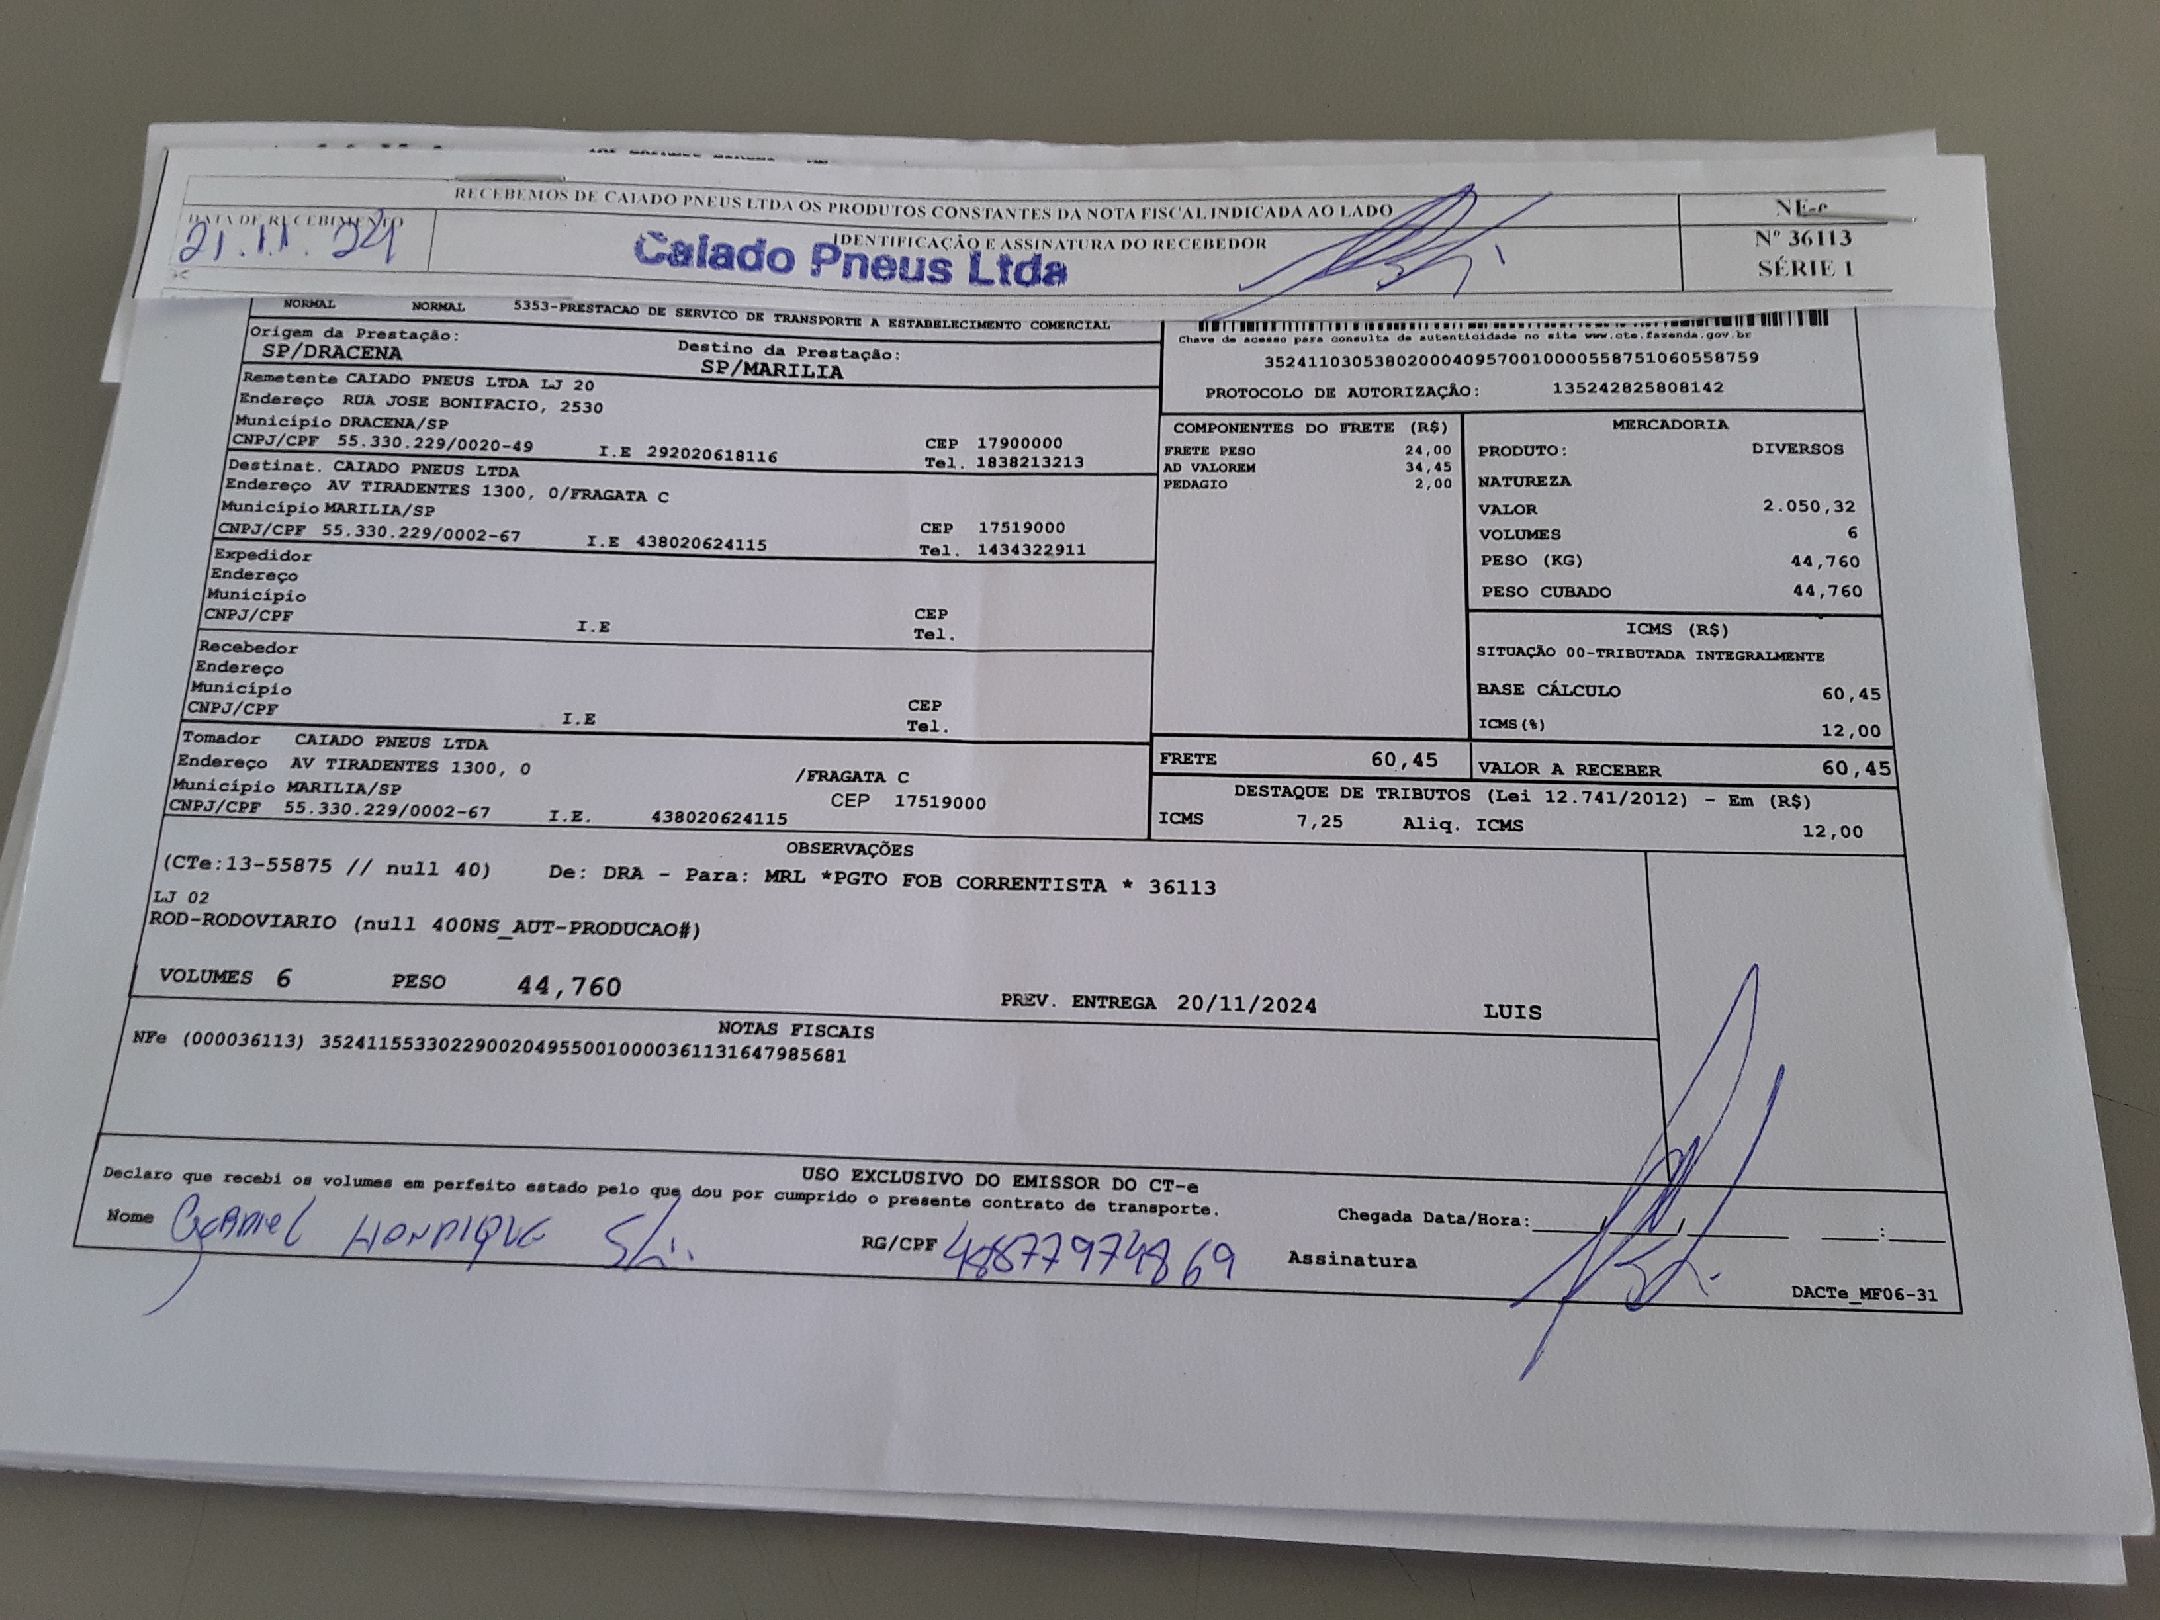 RECEBEMOS DE CAIADO PNEUS LTDA OS PRODUTOS CONSTANTES DA NOTA FISCAL INDICADA AO LADO
NF-e
DATA DE RECEBIMENTO
21.11.24
IDENTIFICAÇÃO E ASSINATURA DO RECEBEDOR
Caiado Pneus Ltda
Nº 36113
SÉRIE 1
NORMAL NORMAL 5353-PRESTACAO DE SERVICO DE TRANSPORTE A ESTABELECIMENTO COMERCIAL
Origem da Prestação: Destino da Prestação:
SP/DRACENA SP/MARILIA
Remetente CAIADO PNEUS LTDA LJ 20
Endereço RUA JOSE BONIFACIO, 2530
Município DRACENA/SP CEP 17900000
CNPJ/CPF 55.330.229/0020-49 I.E 292020618116 Tel. 1838213213
Destinat. CAIADO PNEUS LTDA
Endereço AV TIRADENTES 1300, 0/FRAGATA C
Município MARILIA/SP CEP 17519000
CNPJ/CPF 55.330.229/0002-67 I.E 438020624115 Tel. 1434322911
Expedidor
Endereço
Município CEP
CNPJ/CPF I.E Tel.
Recebedor
Endereço
Município CEP
CNPJ/CPF I.E Tel.
Tomador CAIADO PNEUS LTDA
Endereço AV TIRADENTES 1300, 0 /FRAGATA C
Município MARILIA/SP CEP 17519000
CNPJ/CPF 55.330.229/0002-67 I.E. 438020624115
Chave de acesso para consulta de autenticidade no site www.cte.fazenda.gov.br
35241103053802000409570010000558751060558759
PROTOCOLO DE AUTORIZAÇÃO: 135242825808142
COMPONENTES DO FRETE (R$)
FRETE PESO 24,00
AD VALOREM 34,45
PEDAGIO 2,00
MERCADORIA
PRODUTO: DIVERSOS
NATUREZA
VALOR 2.050,32
VOLUMES 6
PESO (KG) 44,760
PESO CUBADO 44,760
ICMS (R$)
SITUAÇÃO 00-TRIBUTADA INTEGRALMENTE
BASE CÁLCULO 60,45
ICMS(%) 12,00
FRETE 60,45 VALOR A RECEBER 60,45
DESTAQUE DE TRIBUTOS (Lei 12.741/2012) - Em (R$)
ICMS 7,25 Aliq. ICMS 12,00
OBSERVAÇÕES
(CTe:13-55875 // null 40) De: DRA - Para: MRL *PGTO FOB CORRENTISTA * 36113
LJ 02
ROD-RODOVIARIO (null 400NS_AUT-PRODUCAO#)
VOLUMES 6 PESO 44,760 PREV. ENTREGA 20/11/2024 LUIS
NOTAS FISCAIS
NFe (000036113) 35241155330229002049550010000361131647985681
USO EXCLUSIVO DO EMISSOR DO CT-e
Declaro que recebi os volumes em perfeito estado pelo que dou por cumprido o presente contrato de transporte.
Chegada Data/Hora:
Nome Gabriel Henrique RG/CPF 48877974869 Assinatura
DACTe_MF06-31